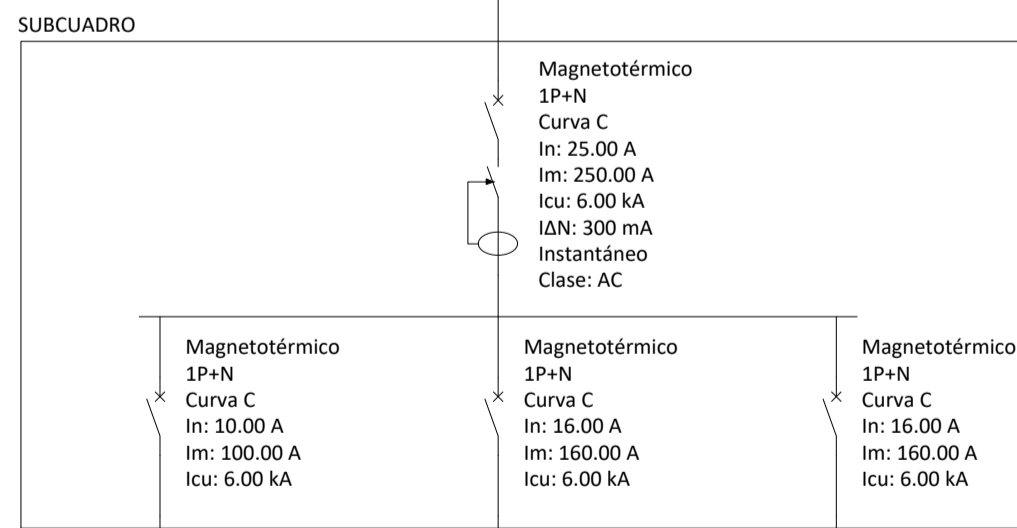 SUBCUADRO
Magnetotérmico
1P+N
Curva C
In: 25.00 A
Im: 250.00 A
Icu: 6.00 kA
IΔN: 300 mA
Instantáneo
Clase: AC
Magnetotérmico
1P+N
Curva C
In: 10.00 A
Im: 100.00 A
Icu: 6.00 kA
Magnetotérmico
1P+N
Curva C
In: 16.00 A
Im: 160.00 A
Icu: 6.00 kA
Magnetotérmico
1P+N
Curva C
In: 16.00 A
Im: 160.00 A
Icu: 6.00 kA